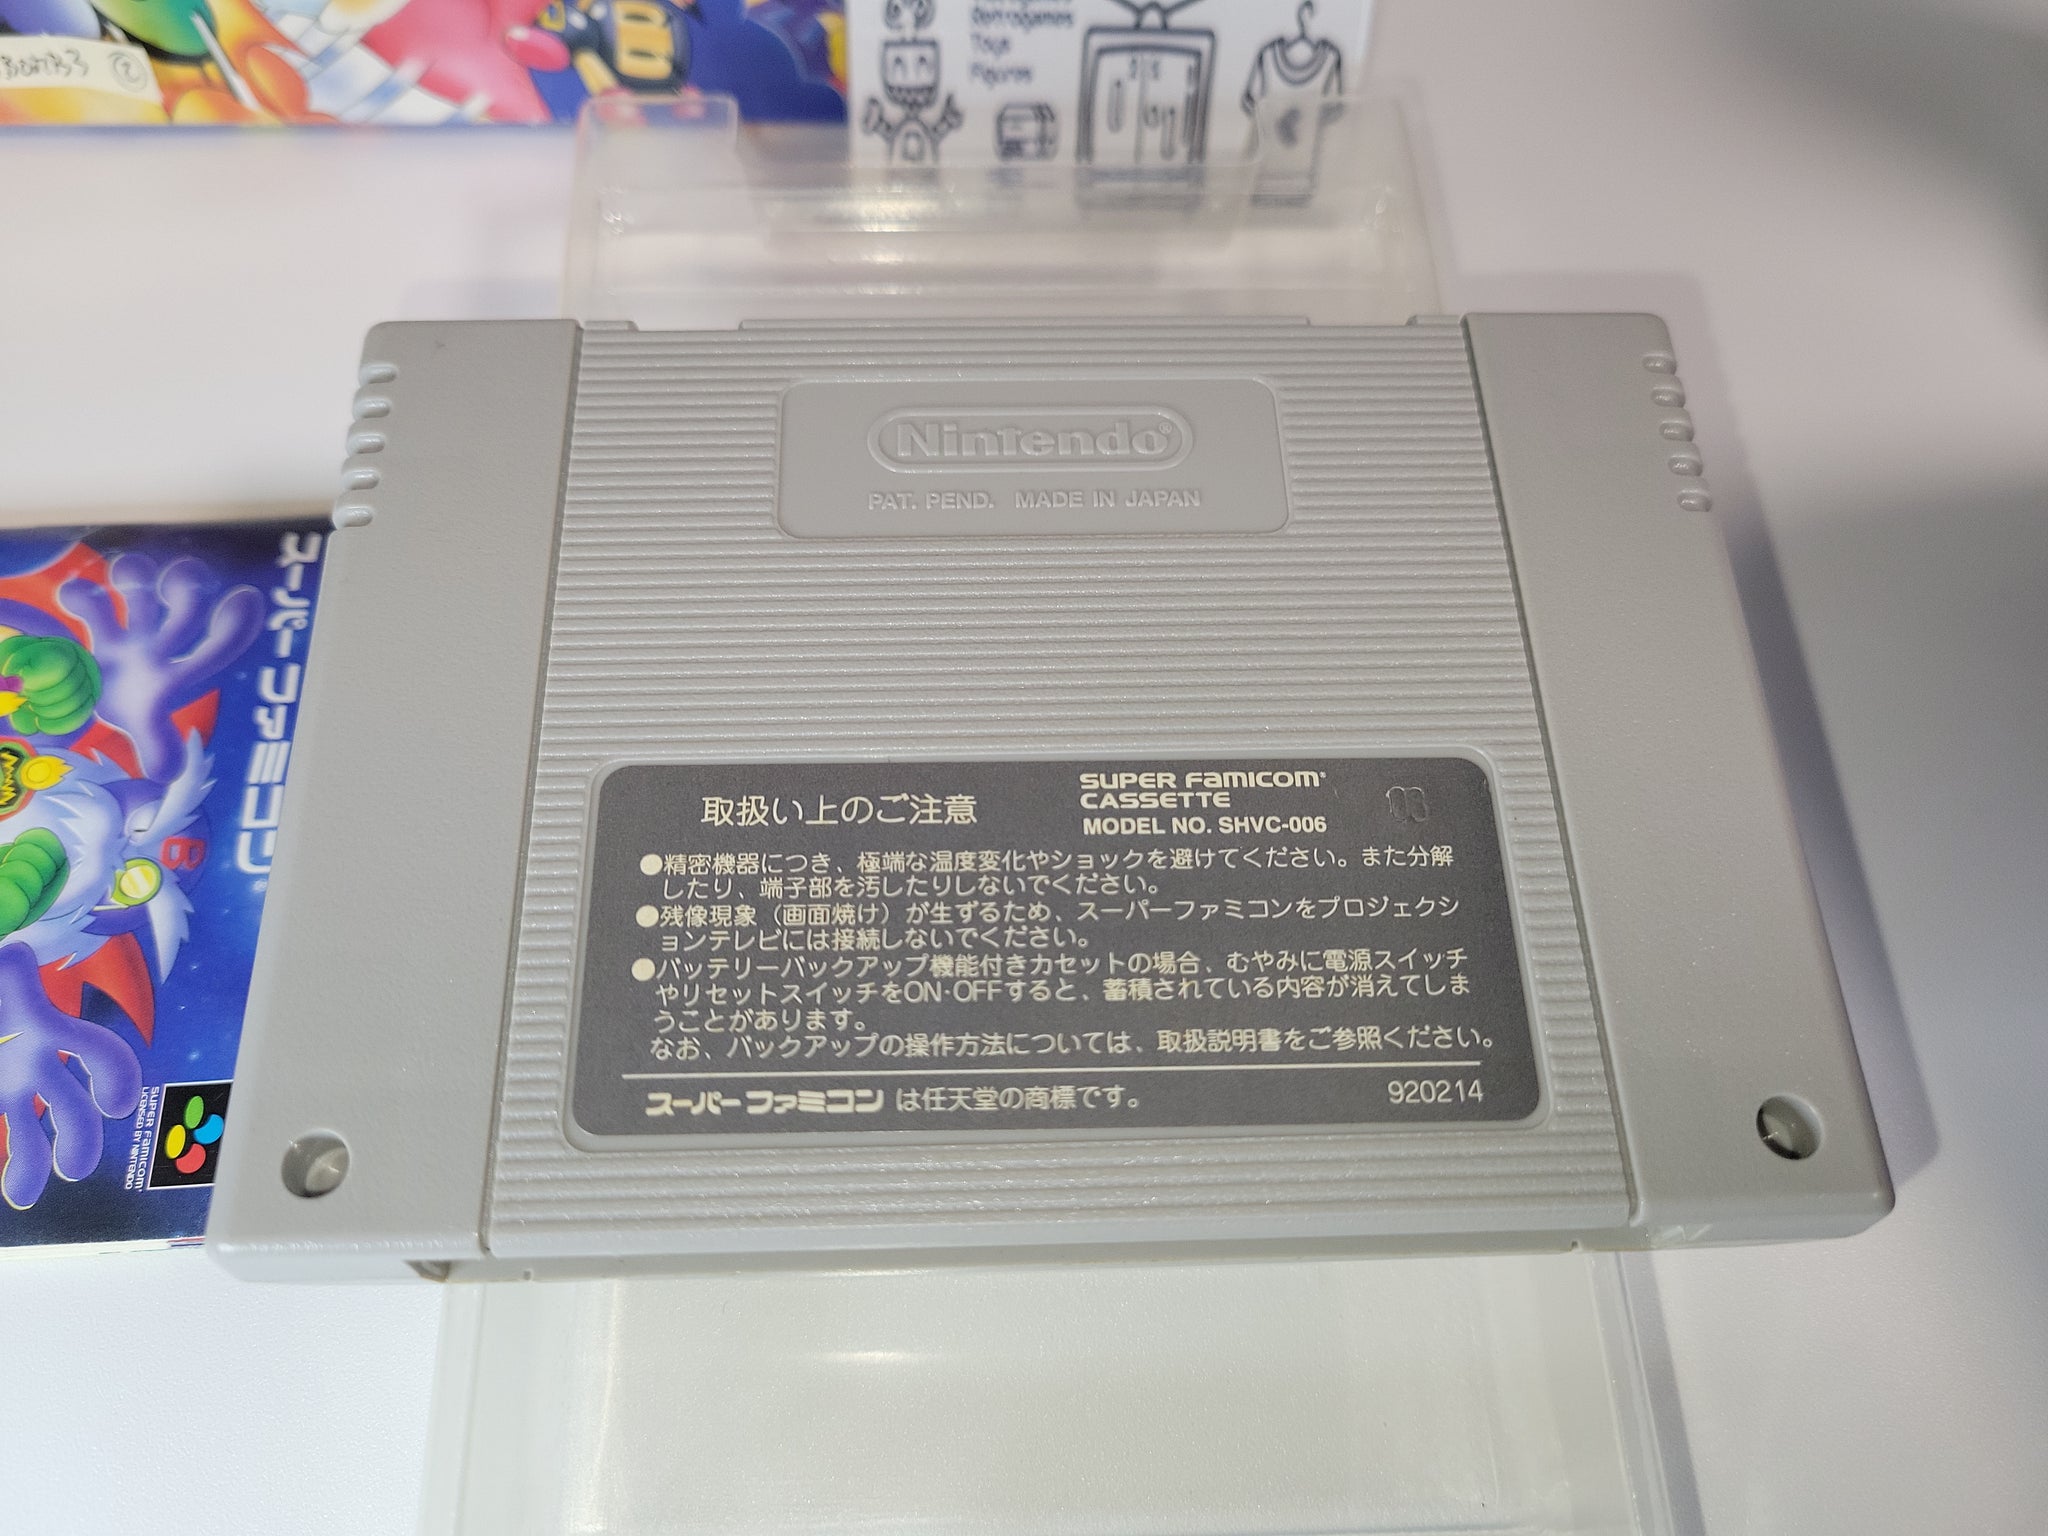 BOMB3 ②
Retrogames
Toys
Figures
Nintendo®
PAT. PEND. MADE IN JAPAN
取扱い上のご注意
SUPER FAMICOM®
CASSETTE
MODEL NO. SHVC-006
03
●精密機器につき、極端な温度変化やショックを避けてください。また分解
したり、端子部を汚したりしないでください。
●残像現象（画面焼け）が生ずるため、スーパーファミコンをプロジェクシ
ョンテレビには接続しないでください。
●バッテリーバックアップ機能付きカセットの場合、むやみに電源スイッチ
やリセットスイッチをON·OFFすると、蓄積されている内容が消えてしま
うことがあります。
なお、バックアップの操作方法については、取扱説明書をご参照ください。
スーパーファミコン は任天堂の商標です。
920214
スーパーファミコン®
B
SUPER FAMICOM®
LICENSED BY NINTENDO